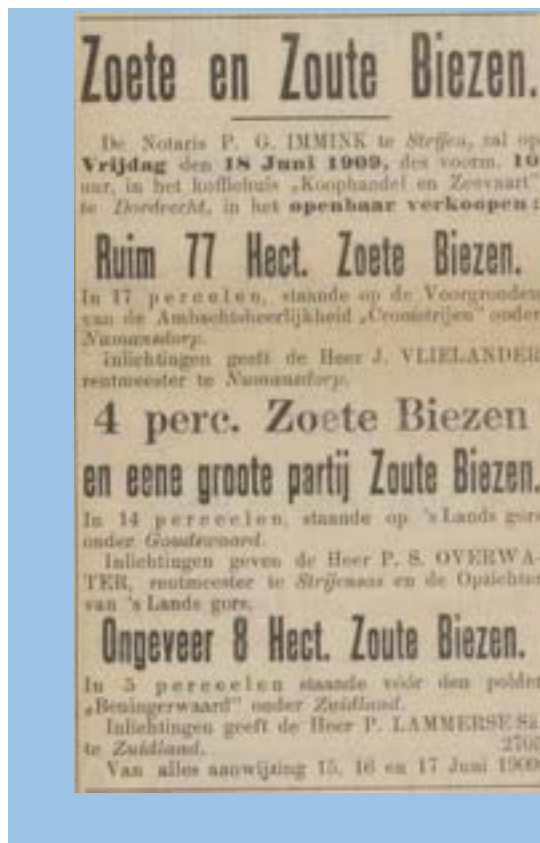 Zoete en Zoute Biezen.
De Notaris P. G. IMMINK te Strijen, zal op
Vrijdag den 18 Juni 1909, des voorm. 10
uur, in het koffiehuis „Koophandel en Zeevaart"
te Dordrecht, in het openbaar verkoopen:
Ruim 77 Hect. Zoete Biezen.
In 17 perceelen, staande op de Voorgronden
van de Ambachtsheerlijkheid „Cromstrijen" onder
Numansdorp.
Inlichtingen geeft de Heer J. VLIELANDER
rentmeester te Numansdorp.
4 perc. Zoete Biezen
en eene groote partij Zoute Biezen.
In 14 perceelen, staande op 's Lands gors
onder Goudswaard.
Inlichtingen geven de Heer P. S. OVERWA-
TER, rentmeester te Strijensas en de Opzichter
van 's Lands gors.
Ongeveer 8 Hect. Zoute Biezen.
In 5 perceelen staande vóór den polder
„Beningerwaard" onder Zuidland.
Inlichtingen geeft de Heer P. LAMMERSE Sz.
te Zuidland. 2705
Van alles aanwijzing 15, 16 en 17 Juni 1909